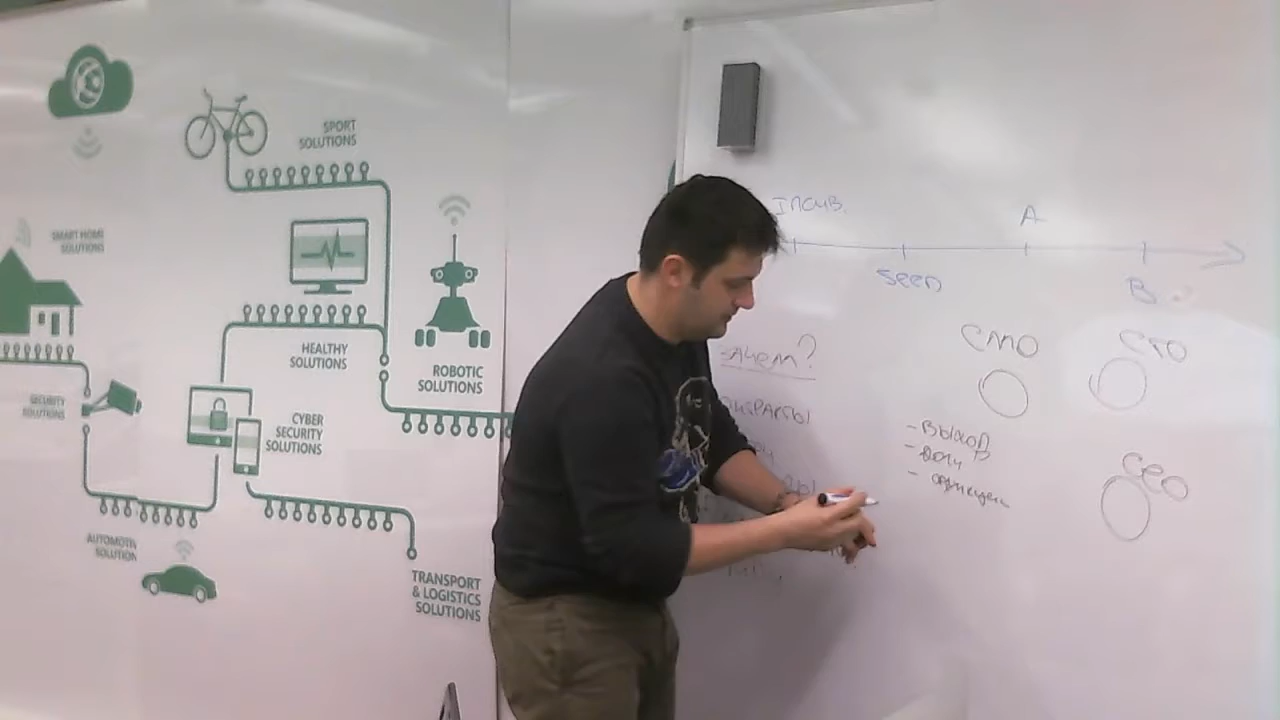 SPORT
SOLUTIONS
SMART HOME
SOLUTIONS
HEALTHY
SOLUTIONS
ROBOTIC
SOLUTIONS
SECURITY
SOLUTIONS
CYBER
SECURITY
SOLUTIONS
AUTOMOTIV
SOLUTION
TRANSPORT
& LOGISTICS
SOLUTIONS
INCUB.
A
SEED
B
зачем?
CMO
CTO
- выход
- доли
CEO